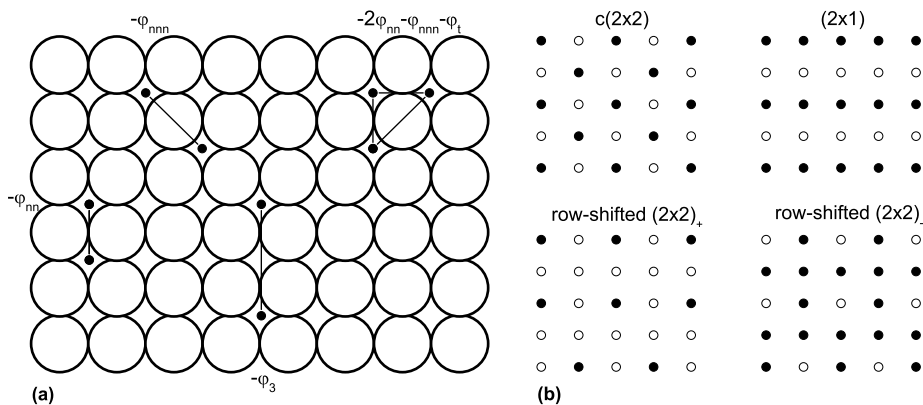 -φnnn
-2φnn-φnnn-φt
-φnn
-φ3
(a)
c(2x2)
(2x1)
row-shifted (2x2)+
row-shifted (2x2)-
(b)